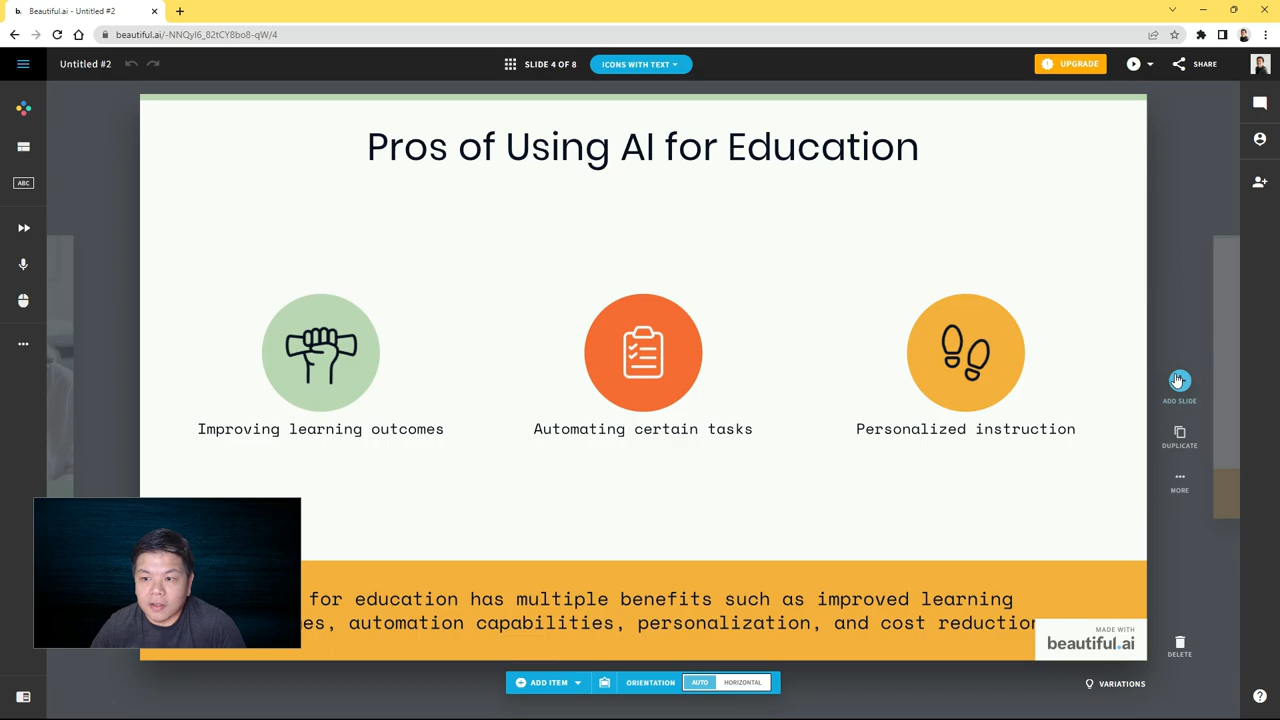 b. Beautiful.ai - Untitled #2
beautiful.ai/-NNQyI6_82tCY8bo8-qW/4
Untitled #2
SLIDE 4 OF 8
ICONS WITH TEXT
UPGRADE
SHARE
ABC
Pros of Using AI for Education
Improving learning outcomes
Automating certain tasks
Personalized instruction
ADD SLIDE
DUPLICATE
MORE
for education has multiple benefits such as improved learning
automation capabilities, personalization, and cost reduction
MADE WITH
beautiful.ai
DELETE
ADD ITEM
ORIENTATION
AUTO
HORIZONTAL
VARIATIONS